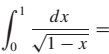 ∫₀¹ dx/√(1 − x) =